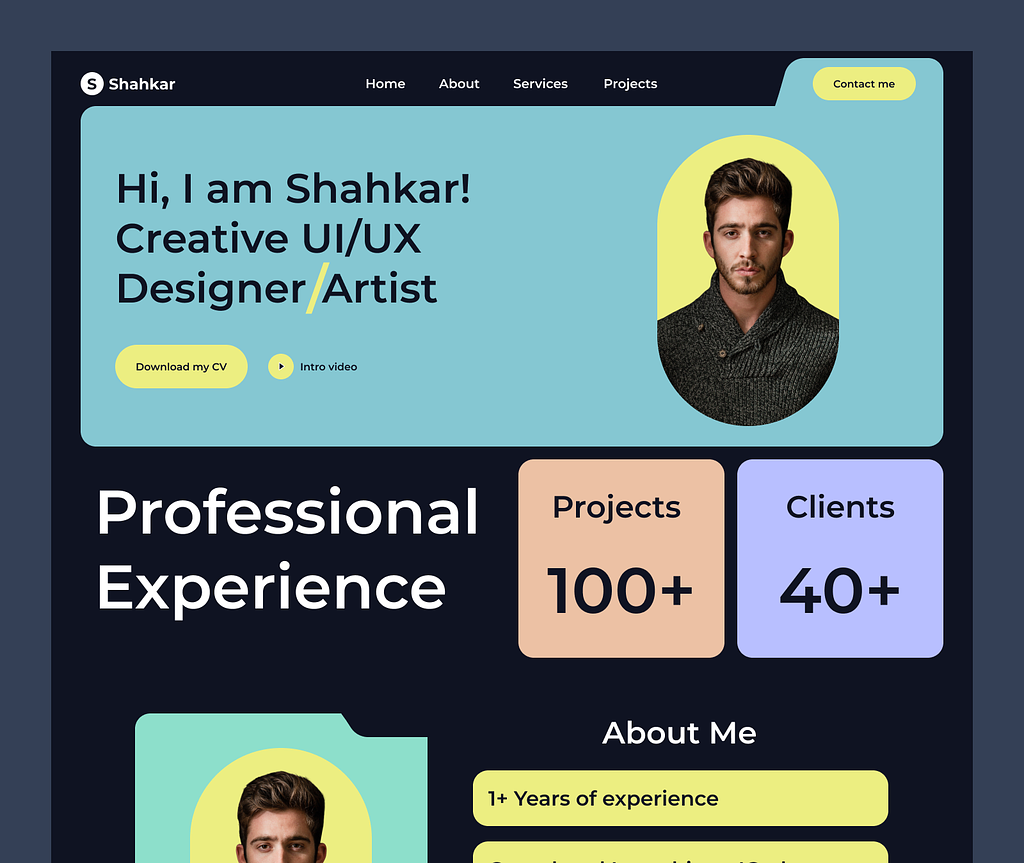 S Shahkar
Home About Services Projects
Contact me
Hi, I am Shahkar!
Creative UI/UX
Designer/Artist
Download my CV
Intro video
Professional
Experience
Projects
100+
Clients
40+
About Me
1+ Years of experience